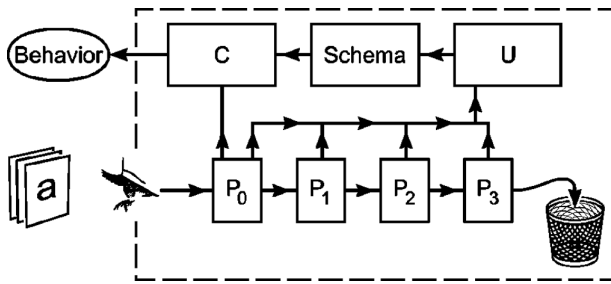 Behavior C Schema U
a P₀ P₁ P₂ P₃